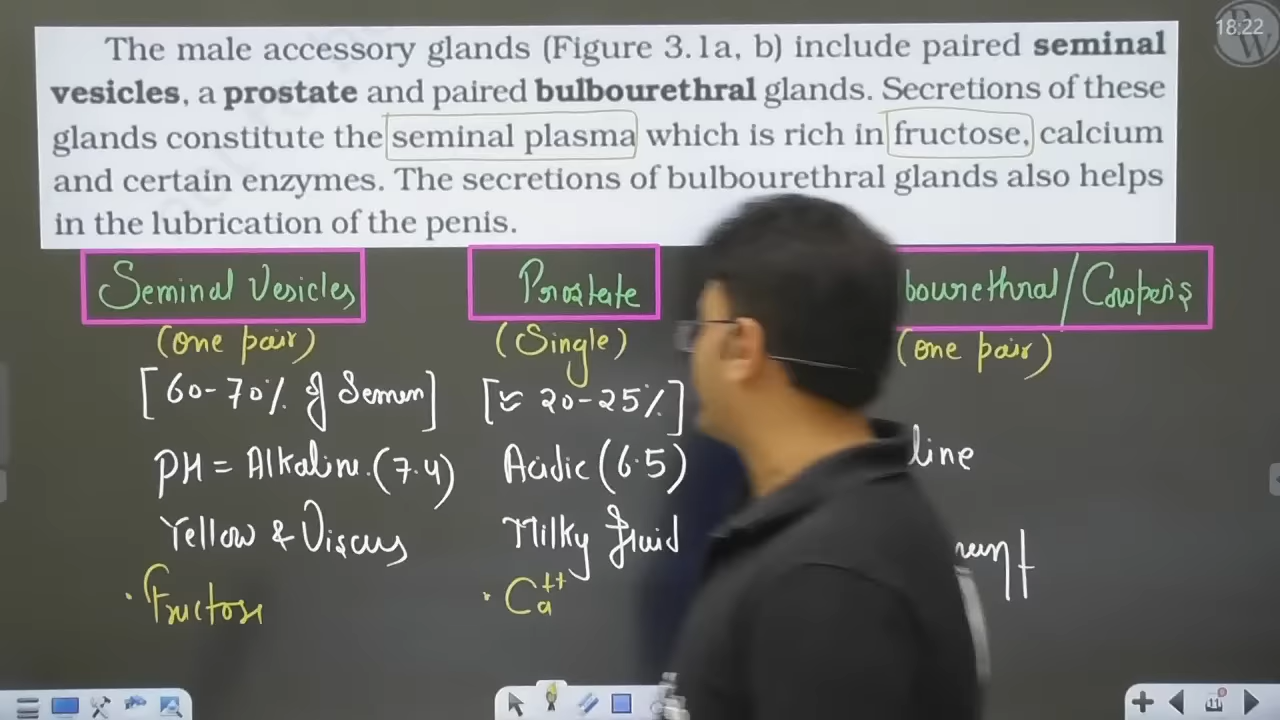 18:22
The male accessory glands (Figure 3.1a, b) include paired seminal
vesicles, a prostate and paired bulbourethral glands. Secretions of these
glands constitute the seminal plasma which is rich in fructose, calcium
and certain enzymes. The secretions of bulbourethral glands also helps
in the lubrication of the penis.
Seminal Vesicles
(One pair)
[60-70% of Semen]
PH = Alkaline.(7.4)
Yellow & Viscus
• Fructose
Prostate
(Single)
[≈ 20-25%]
Acidic (6.5)
Milky fluid
• Ca++
bourethral/Cowper's
(one pair)
line
11